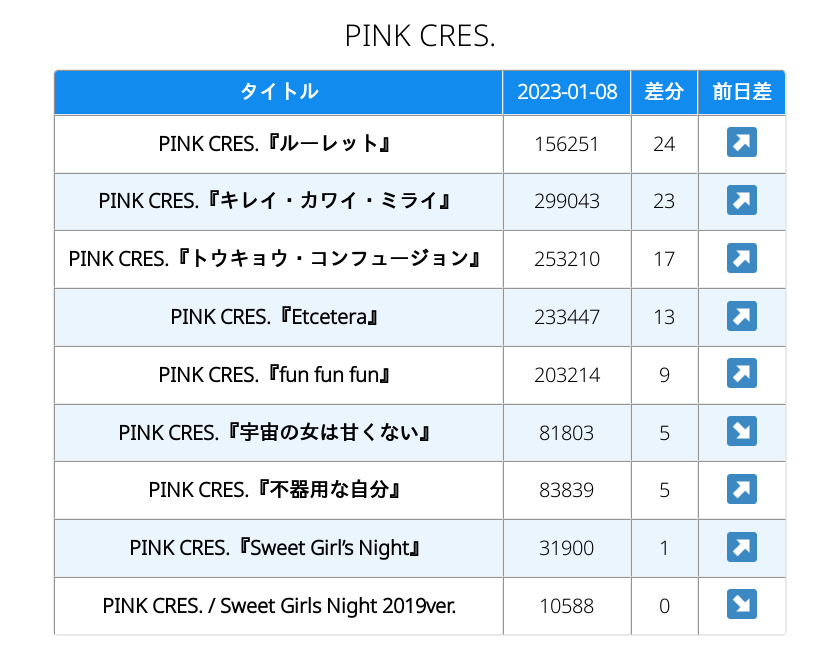 PINK CRES.
タイトル 2023-01-08 差分 前日差
PINK CRES.『ルーレット』 156251 24 ↗
PINK CRES.『キレイ・カワイ・ミライ』 299043 23 ↗
PINK CRES.『トウキョウ・コンフュージョン』 253210 17 ↗
PINK CRES.『Etcetera』 233447 13 ↗
PINK CRES.『fun fun fun』 203214 9 ↗
PINK CRES.『宇宙の女は甘くない』 81803 5 ↘
PINK CRES.『不器用な自分』 83839 5 ↗
PINK CRES.『Sweet Girl’s Night』 31900 1 ↗
PINK CRES. / Sweet Girls Night 2019ver. 10588 0 ↘